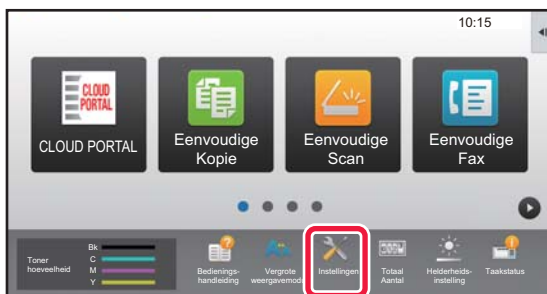 10:15
CLOUD
PORTAL
CLOUD PORTAL
Eenvoudige
Kopie
Eenvoudige
Scan
Eenvoudige
Fax
Toner
hoeveelheid
Bk
C
M
Y
Bedienings-
handleiding
Vergrote
weergavemodus
Instellingen
Totaal
Aantal
Helderheids-
instelling
Taakstatus